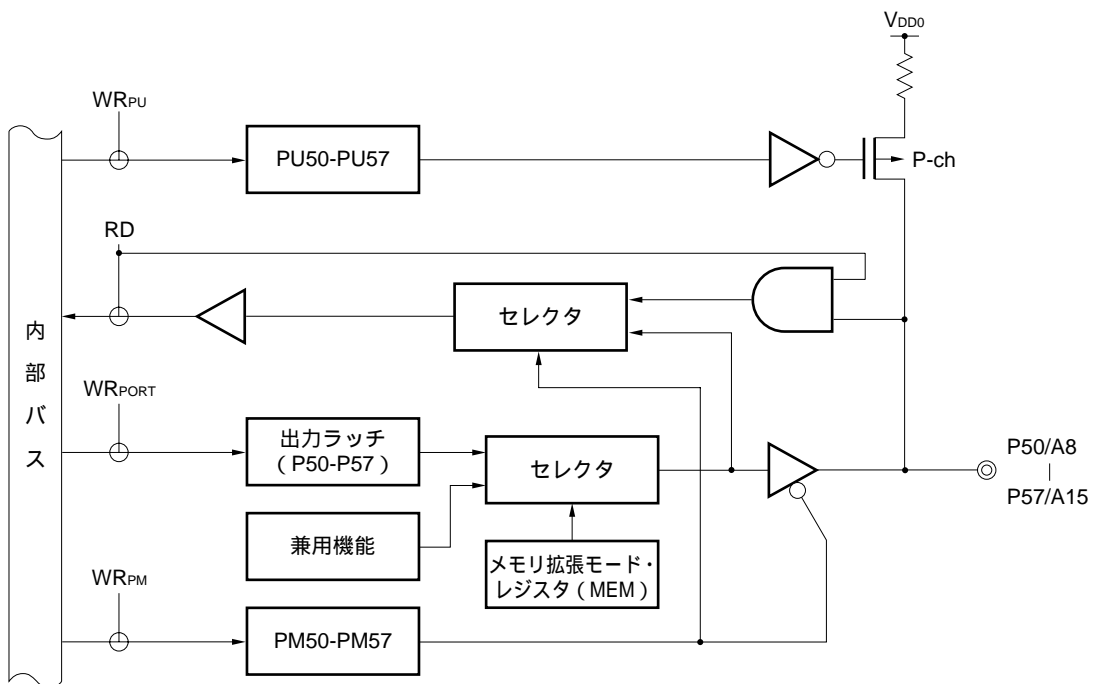 VDD0
WRPU
PU50-PU57
P-ch
RD
セレクタ
内部バス
WRPORT
出力ラッチ
(P50-P57)
セレクタ
P50/A8
P57/A15
兼用機能
メモリ拡張モード・
レジスタ(MEM)
WRPM
PM50-PM57